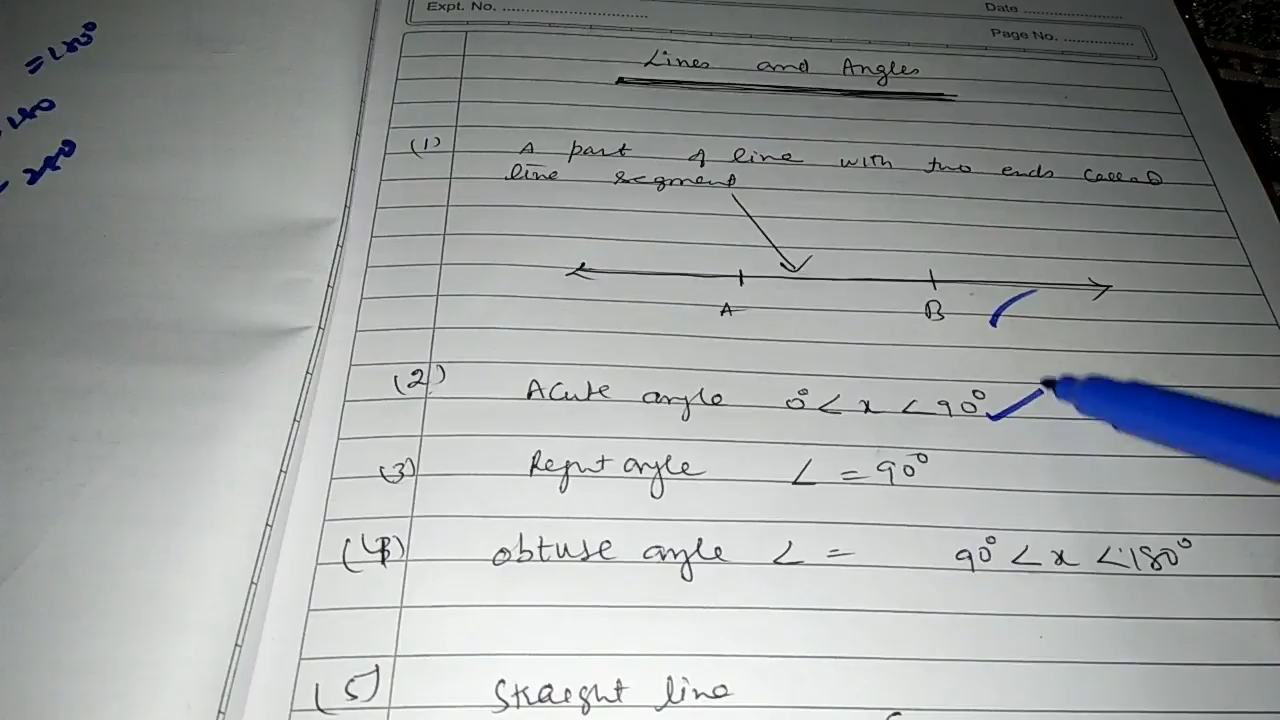 Expt. No. ................................
Date .......................
Page No. ................
= 180°
Lines and Angles
(1) A part of line with two ends called
line segment
A B
(2) Acute angle 0° < x < 90°
(3) Right angle ∠ = 90°
(4) obtuse angle ∠ = 90° < x < 180°
(5) Straight line